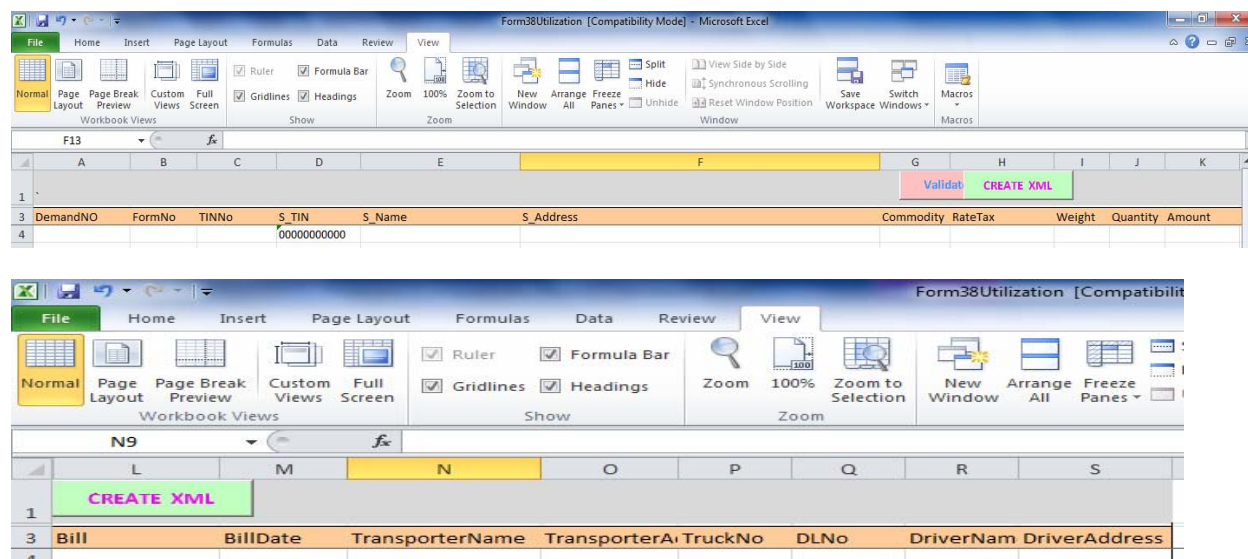 Form38Utilization [Compatibility Mode] - Microsoft Excel
File Home Insert Page Layout Formulas Data Review View
Normal Page Layout Page Break Preview Custom Views Full Screen
Ruler Formula Bar
Gridlines Headings
Zoom 100% Zoom to Selection
New Window Arrange All Freeze Panes Split Hide Unhide
View Side by Side
Synchronous Scrolling
Reset Window Position
Save Workspace Switch Windows Macros
Workbook Views Show Zoom Window Macros
F13 fx
A B C D E F G H I J K
1 Validat CREATE XML
3 DemandNO FormNo TINNo S_TIN S_Name S_Address Commodity RateTax Weight Quantity Amount
4 00000000000
Form38Utilization [Compatibilit
File Home Insert Page Layout Formulas Data Review View
Normal Page Layout Page Break Preview Custom Views Full Screen
Ruler Formula Bar
Gridlines Headings
Zoom 100% Zoom to Selection
New Window Arrange All Freeze Panes
Workbook Views Show Zoom
N9 fx
L M N O P Q R S
1 CREATE XML
3 Bill BillDate TransporterName TransporterA TruckNo DLNo DriverNam DriverAddress